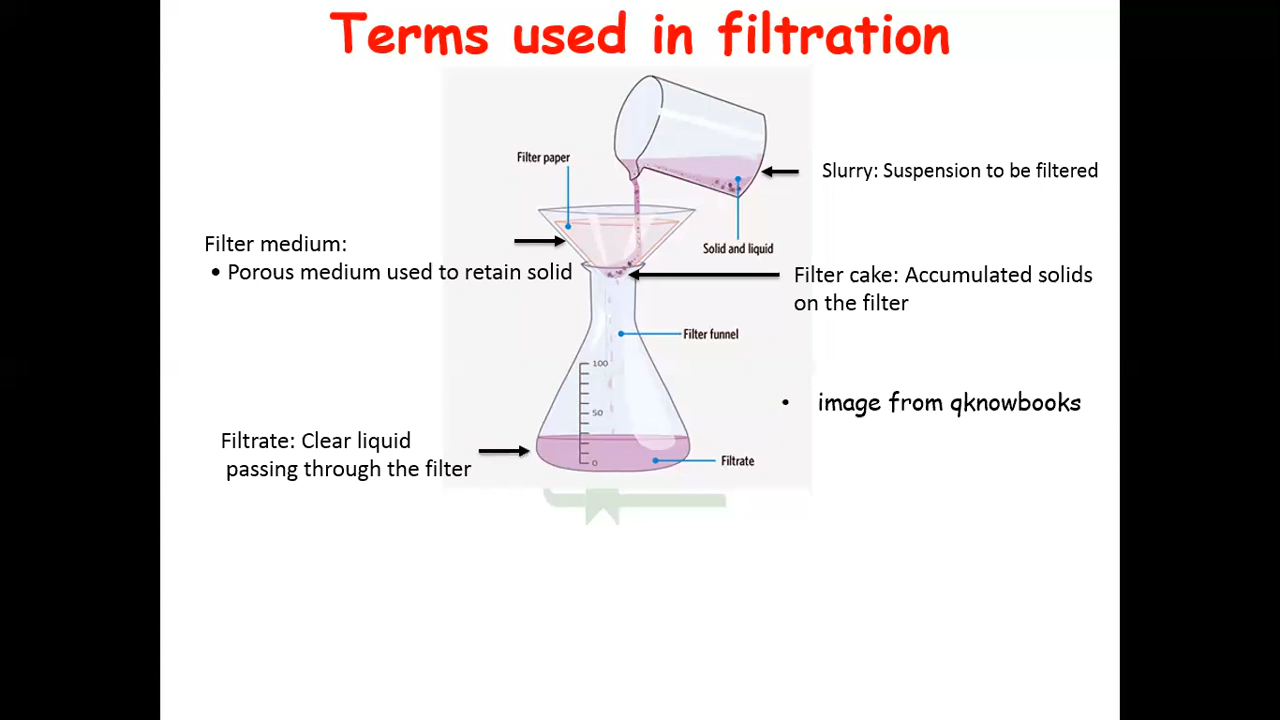 Terms used in filtration
Filter paper
Slurry: Suspension to be filtered
Filter medium:
• Porous medium used to retain solid
Solid and liquid
Filter cake: Accumulated solids
on the filter
Filter funnel
100
• image from qknowbooks
50
Filtrate: Clear liquid
passing through the filter
Filtrate
0